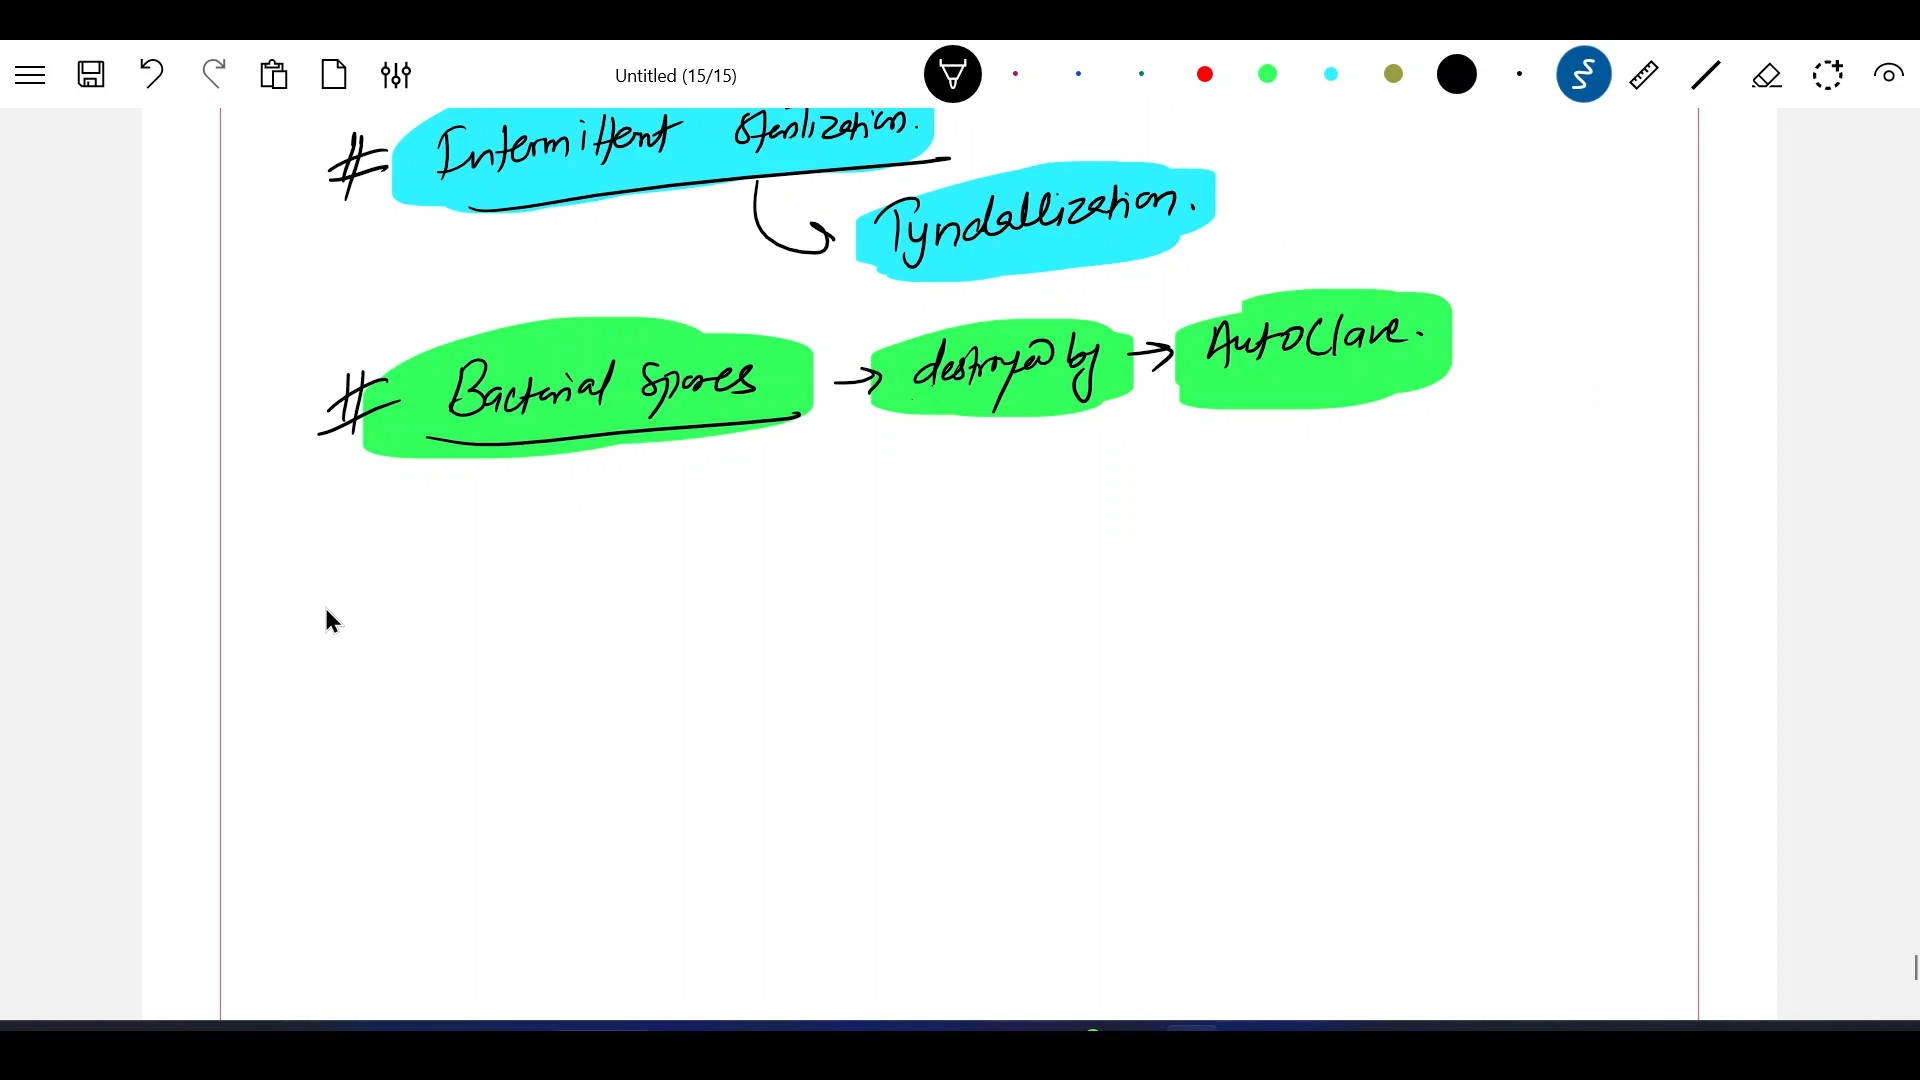 Untitled (15/15)
# Intermittent Sterilization.
Tyndallization.
# Bacterial Spores → destroyed by → AutoClave.